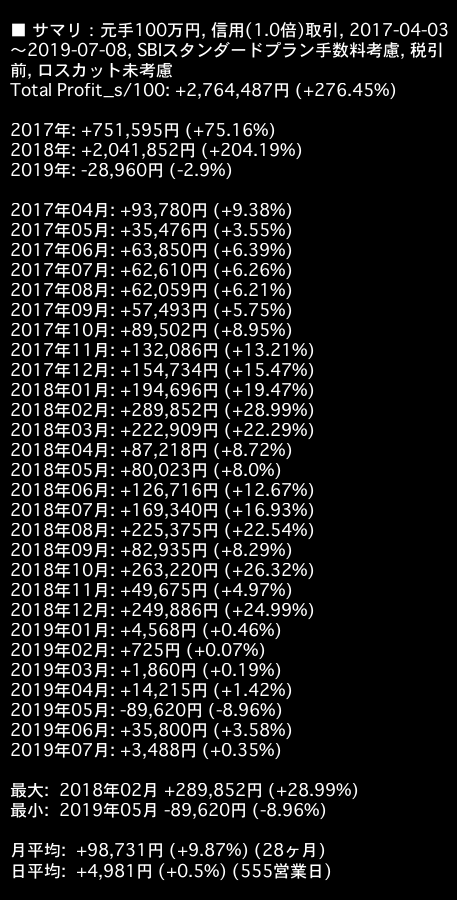 ■ サマリ：元手100万円, 信用(1.0倍)取引, 2017-04-03
〜2019-07-08, SBIスタンダードプラン手数料考慮, 税引
前, ロスカット未考慮
Total Profit_s/100: +2,764,487円 (+276.45%)
2017年: +751,595円 (+75.16%)
2018年: +2,041,852円 (+204.19%)
2019年: -28,960円 (-2.9%)
2017年04月: +93,780円 (+9.38%)
2017年05月: +35,476円 (+3.55%)
2017年06月: +63,850円 (+6.39%)
2017年07月: +62,610円 (+6.26%)
2017年08月: +62,059円 (+6.21%)
2017年09月: +57,493円 (+5.75%)
2017年10月: +89,502円 (+8.95%)
2017年11月: +132,086円 (+13.21%)
2017年12月: +154,734円 (+15.47%)
2018年01月: +194,696円 (+19.47%)
2018年02月: +289,852円 (+28.99%)
2018年03月: +222,909円 (+22.29%)
2018年04月: +87,218円 (+8.72%)
2018年05月: +80,023円 (+8.0%)
2018年06月: +126,716円 (+12.67%)
2018年07月: +169,340円 (+16.93%)
2018年08月: +225,375円 (+22.54%)
2018年09月: +82,935円 (+8.29%)
2018年10月: +263,220円 (+26.32%)
2018年11月: +49,675円 (+4.97%)
2018年12月: +249,886円 (+24.99%)
2019年01月: +4,568円 (+0.46%)
2019年02月: +725円 (+0.07%)
2019年03月: +1,860円 (+0.19%)
2019年04月: +14,215円 (+1.42%)
2019年05月: -89,620円 (-8.96%)
2019年06月: +35,800円 (+3.58%)
2019年07月: +3,488円 (+0.35%)
最大: 2018年02月 +289,852円 (+28.99%)
最小: 2019年05月 -89,620円 (-8.96%)
月平均: +98,731円 (+9.87%) (28ヶ月)
日平均: +4,981円 (+0.5%) (555営業日)